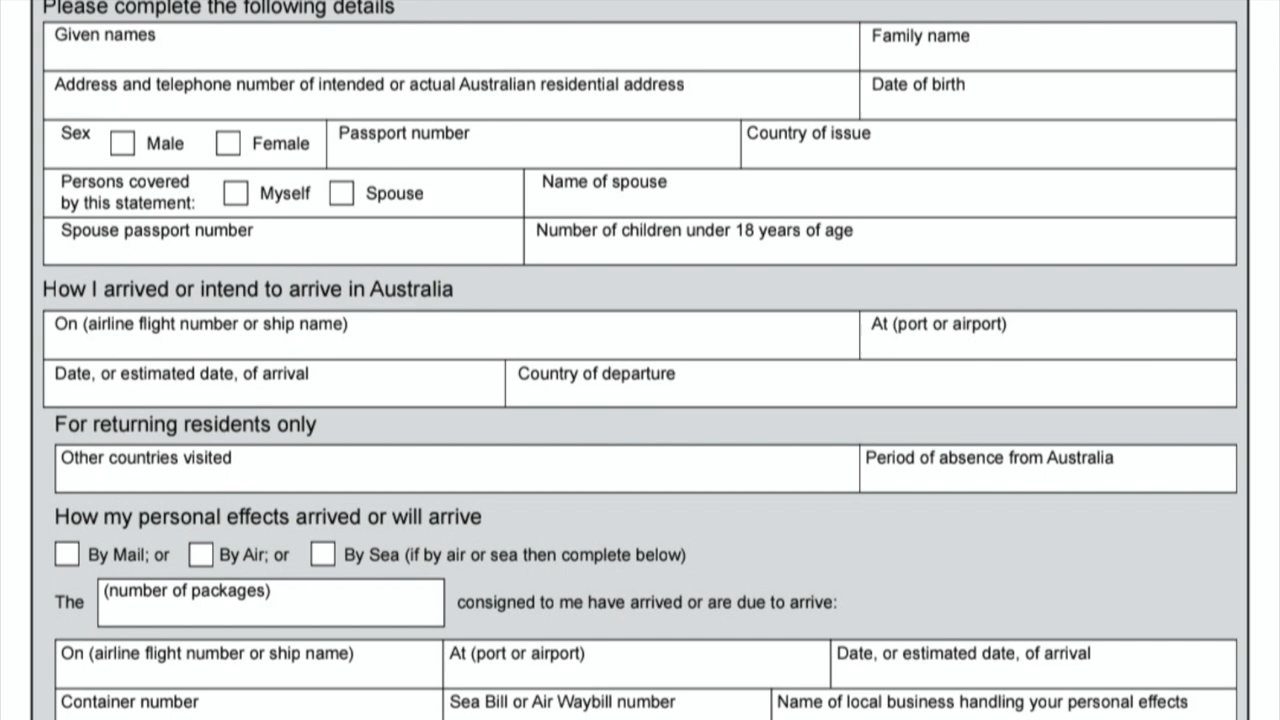 Please complete the following details
Given names
Family name
Address and telephone number of intended or actual Australian residential address
Date of birth
Sex
Male
Female
Passport number
Country of issue
Persons covered
by this statement:
Myself
Spouse
Name of spouse
Spouse passport number
Number of children under 18 years of age
How I arrived or intend to arrive in Australia
On (airline flight number or ship name)
At (port or airport)
Date, or estimated date, of arrival
Country of departure
For returning residents only
Other countries visited
Period of absence from Australia
How my personal effects arrived or will arrive
By Mail; or
By Air; or
By Sea (if by air or sea then complete below)
The
(number of packages)
consigned to me have arrived or are due to arrive:
On (airline flight number or ship name)
At (port or airport)
Date, or estimated date, of arrival
Container number
Sea Bill or Air Waybill number
Name of local business handling your personal effects